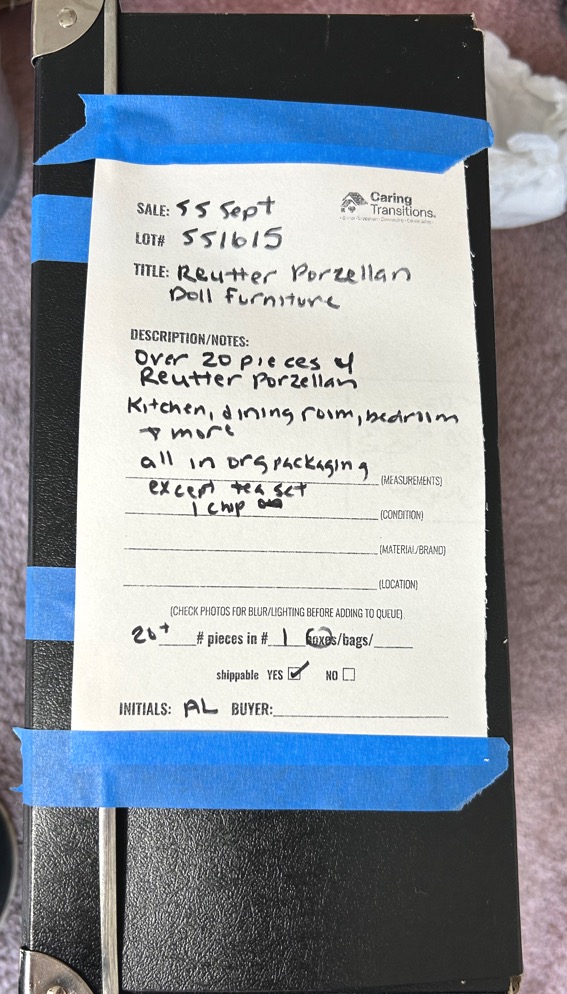 Caring
Transitions.
SALE: 55 Sept
LOT# 551615
TITLE: Reutter Porzellan
Doll Furniture
DESCRIPTION/NOTES:
Over 20 pieces of
Reutter Porzellan
Kitchen, dining room, bedroom
+ more
all in org packaging
(MEASUREMENTS)
except tea set
1 chip
(CONDITION)
(MATERIAL/BRAND)
(LOCATION)
(CHECK PHOTOS FOR BLUR/LIGHTING BEFORE ADDING TO QUEUE)
20+ # pieces in # 1 boxes/bags/
shippable YES ☑ NO ☐
INITIALS: AL BUYER: